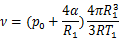 ν = (p₀ + 4α/R₁) 4πR₁³/3RT₁